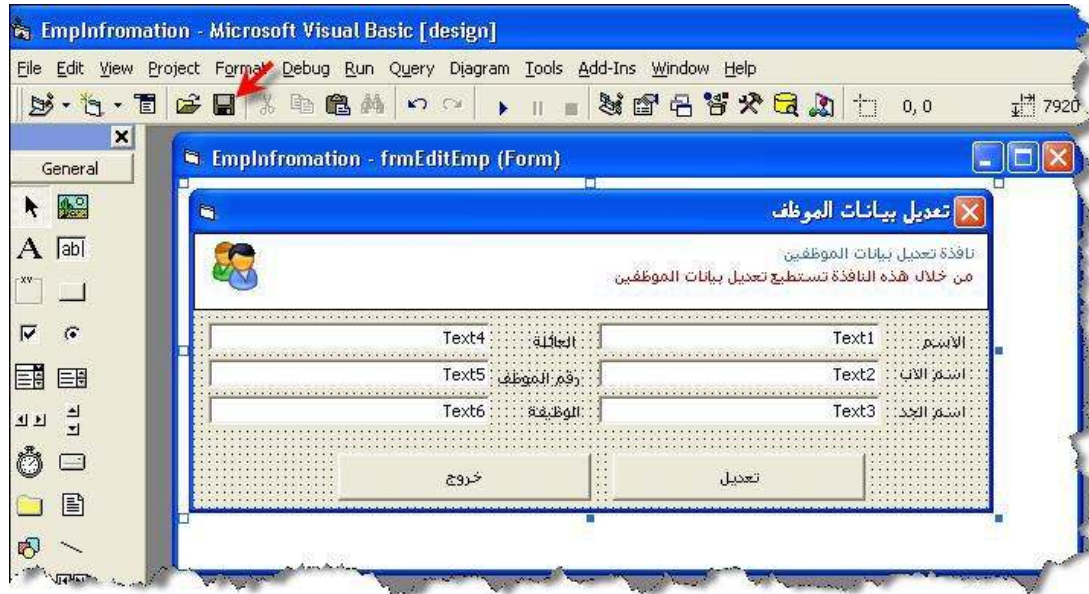 EmpInfromation - Microsoft Visual Basic [design]
File Edit View Project Format Debug Run Query Diagram Tools Add-Ins Window Help
0, 0 7920
General
EmpInfromation - frmEditEmp (Form)
تعديل بيانات الموظف
نافذة تعديل بيانات الموظفين
من خلال هذه النافذة تستطيع تعديل بيانات الموظفين
الاسم Text1 العائلة Text4
اسم الاب Text2 رقم الموظف Text5
اسم الجد Text3 الوظيفة Text6
تعديل خروج